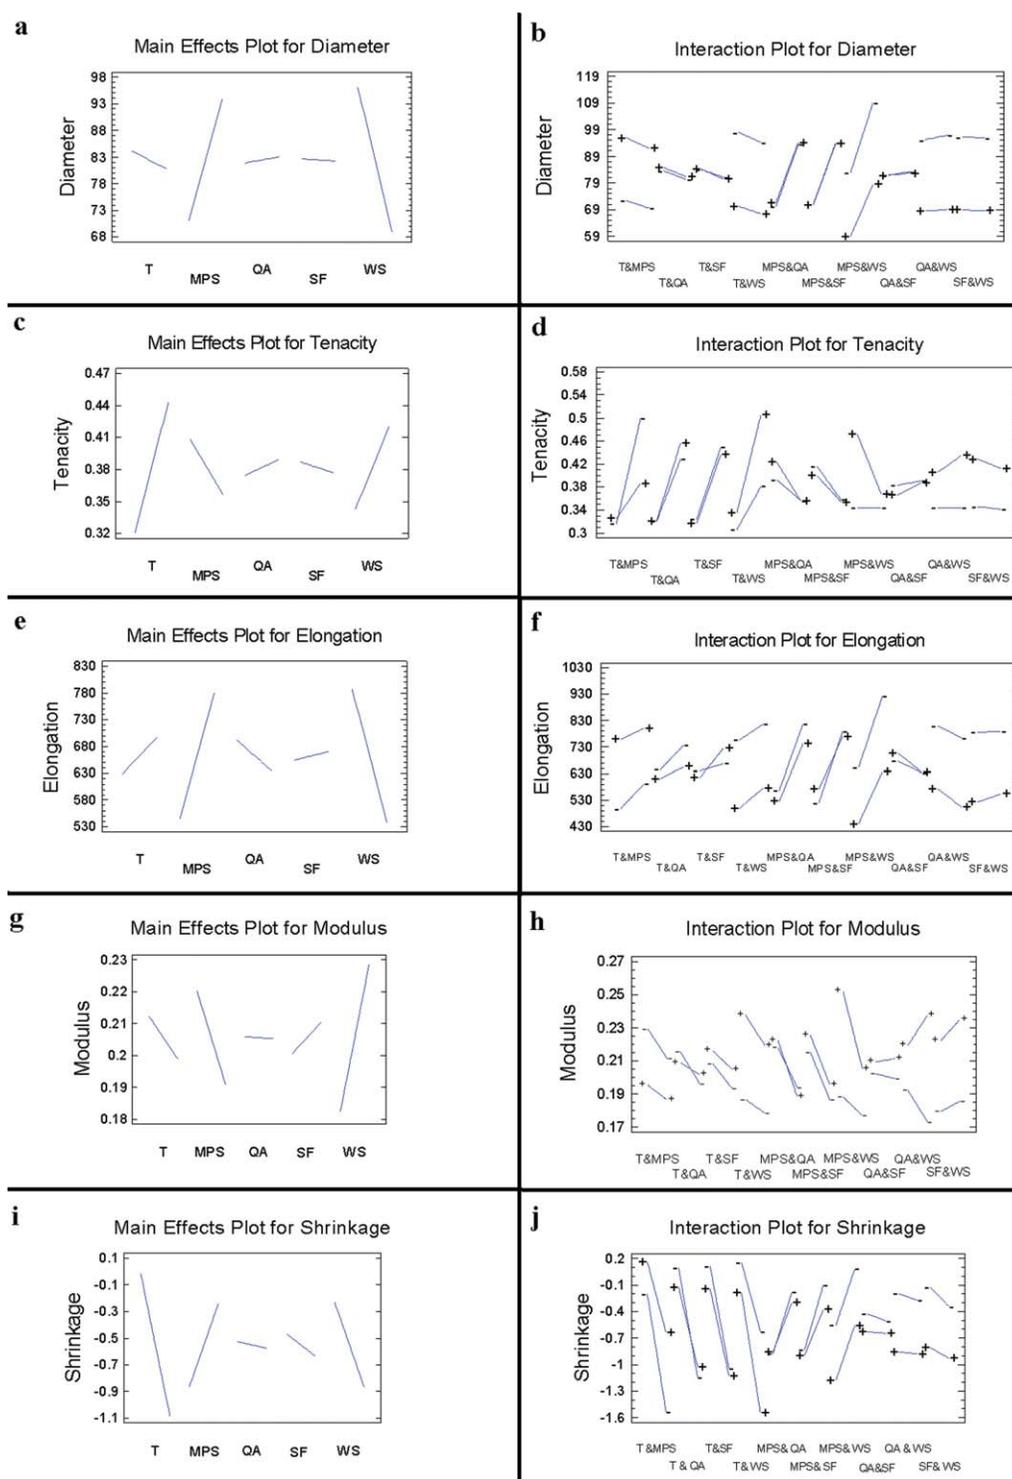 a
Main Effects Plot for Diameter
Diameter
98
93
88
83
78
73
68
T MPS QA SF WS
b
Interaction Plot for Diameter
Diameter
119
109
99
89
79
69
59
T&MPS T&SF MPS&QA MPS&WS QA&WS
T&QA T&WS MPS&SF QA&SF SF&WS
c
Main Effects Plot for Tenacity
Tenacity
0.47
0.44
0.41
0.38
0.35
0.32
T MPS QA SF WS
d
Interaction Plot for Tenacity
Tenacity
0.58
0.54
0.5
0.46
0.42
0.38
0.34
0.3
T&MPS T&SF MPS&QA MPS&WS QA&WS
T&QA T&WS MPS&SF QA&SF SF&WS
e
Main Effects Plot for Elongation
Elongation
830
780
730
680
630
580
530
T MPS QA SF WS
f
Interaction Plot for Elongation
Elongation
1030
930
830
730
630
530
430
T&MPS T&SF MPS&QA MPS&WS QA&WS
T&QA T&WS MPS&SF QA&SF SF&WS
g
Main Effects Plot for Modulus
Modulus
0.23
0.22
0.21
0.2
0.19
0.18
T MPS QA SF WS
h
Interaction Plot for Modulus
Modulus
0.27
0.25
0.23
0.21
0.19
0.17
T&MPS T&SF MPS&QA MPS&WS QA&WS
T&QA T&WS MPS&SF QA&SF SF&WS
i
Main Effects Plot for Shrinkage
Shrinkage
0.1
-0.1
-0.3
-0.5
-0.7
-0.9
-1.1
T MPS QA SF WS
j
Interaction Plot for Shrinkage
Shrinkage
0.2
-0.1
-0.4
-0.7
-1
-1.3
-1.6
T &MPS T&SF MPS& QA MPS& WS QA & WS
T & QA T& WS MPS& SF QA&SF SF& WS